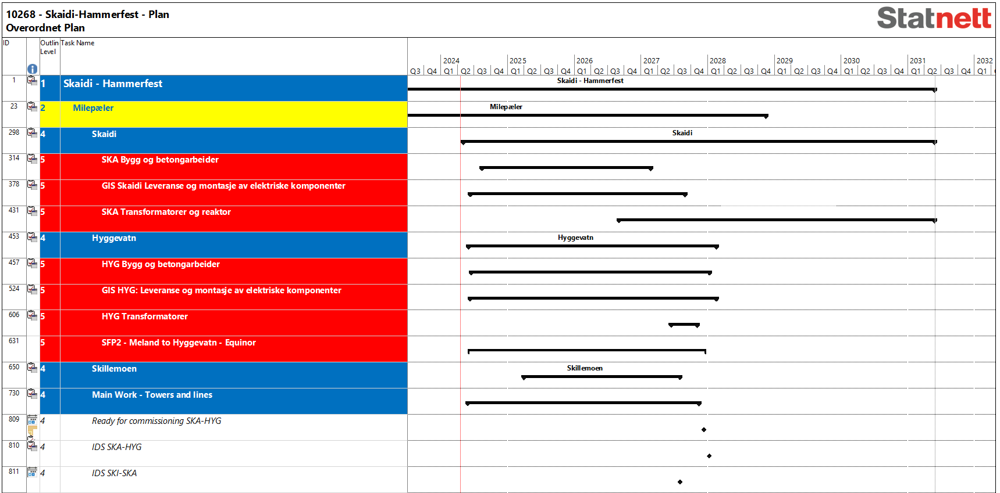 10268 - Skaidi-Hammerfest - Plan
Overordnet Plan
Statnett
ID Outlin Level Task Name
2024 2025 2026 2027 2028 2029 2030 2031 2032
Q3 Q4 Q1 Q2 Q3 Q4 Q1 Q2 Q3 Q4 Q1 Q2 Q3 Q4 Q1 Q2 Q3 Q4 Q1 Q2 Q3 Q4 Q1 Q2 Q3 Q4 Q1 Q2 Q3 Q4 Q1 Q2 Q3 Q4 Q1
1 1 Skaidi - Hammerfest Skaidi - Hammerfest
23 2 Milepæler Milepæler
298 4 Skaidi Skaidi
314 5 SKA Bygg og betongarbeider
378 5 GIS Skaidi Leveranse og montasje av elektriske komponenter
431 5 SKA Transformatorer og reaktor
453 4 Hyggevatn Hyggevatn
457 5 HYG Bygg og betongarbeider
524 5 GIS HYG: Leveranse og montasje av elektriske komponenter
606 5 HYG Transformatorer
631 5 SFP2 - Meland to Hyggevatn - Equinor
650 4 Skillemoen Skillemoen
730 4 Main Work - Towers and lines
809 4 Ready for commissioning SKA-HYG
810 4 IDS SKA-HYG
811 4 IDS SKI-SKA